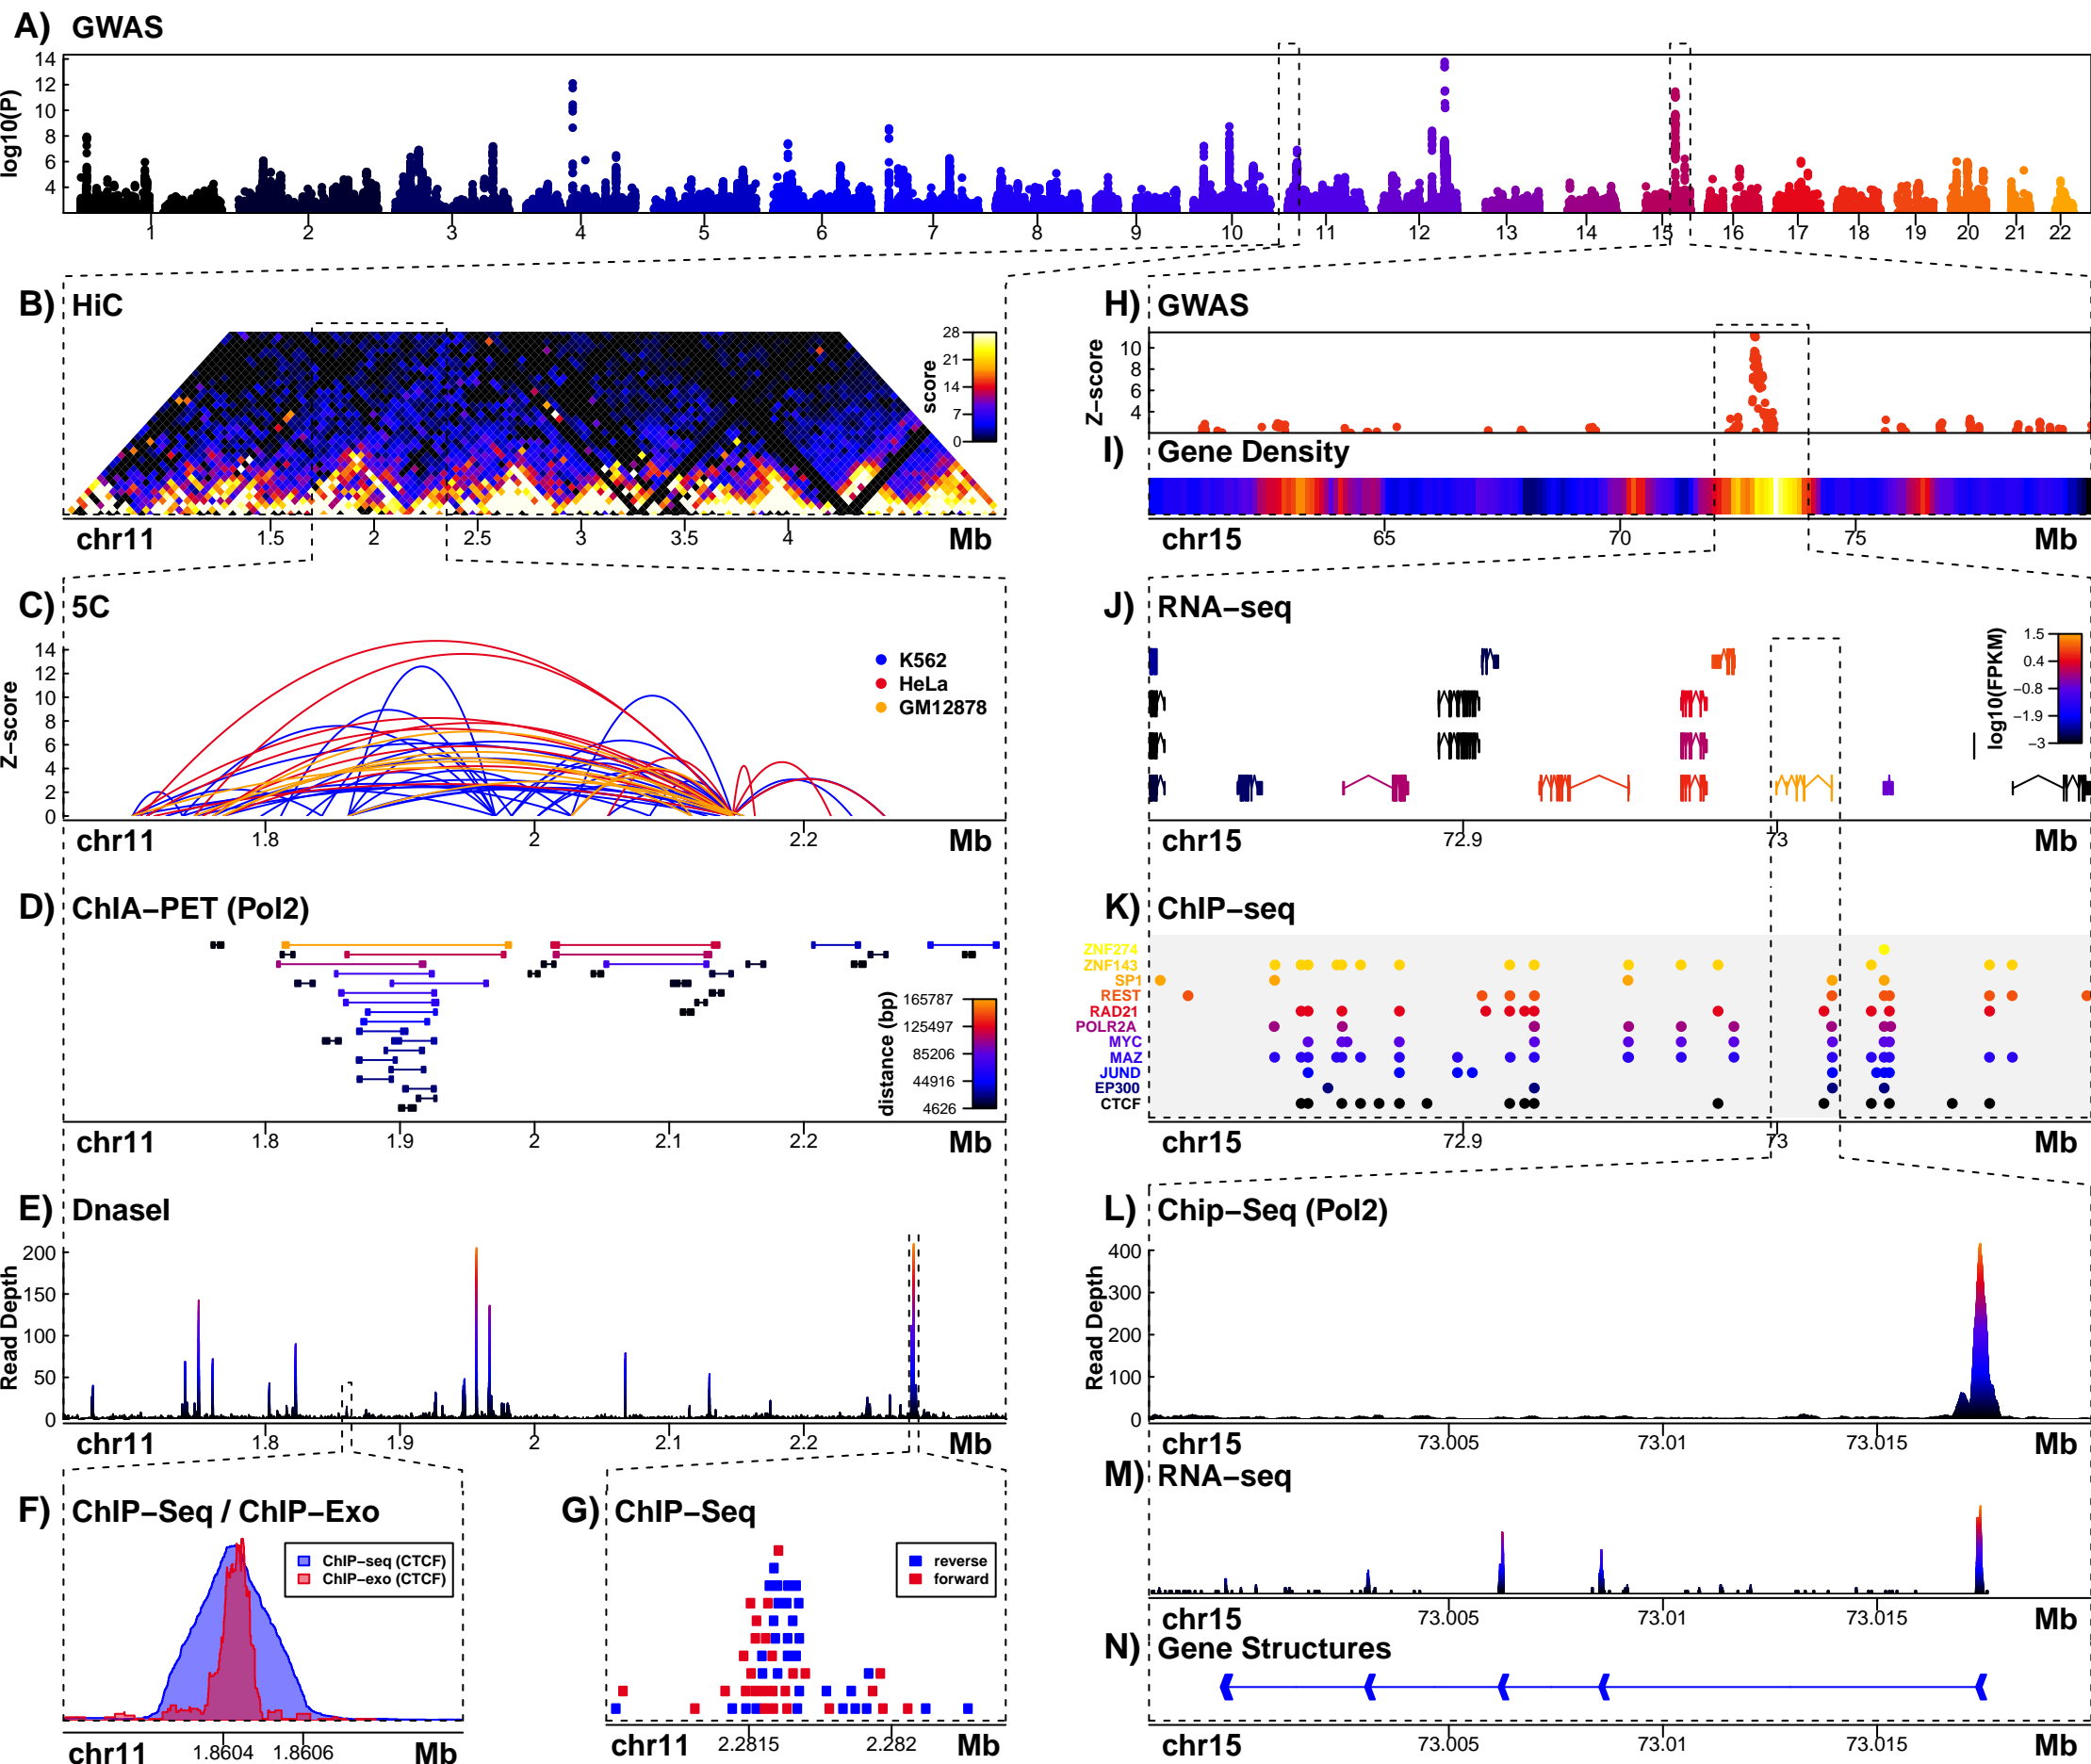 A) GWAS
log10(P)
14
12
10
8
6
4
1 2 3 4 5 6 7 8 9 10 11 12 13 14 15 16 17 18 19 20 21 22
B) HiC
score
28
21
14
7
0
chr11 1.5 2 2.5 3 3.5 4 Mb
C) 5C
Z−score
14
12
10
8
6
4
2
0
K562
HeLa
GM12878
chr11 1.8 2 2.2 Mb
D) ChIA−PET (Pol2)
distance (bp)
165787
125497
85206
44916
4626
chr11 1.8 1.9 2 2.1 2.2 Mb
E) DnaseI
Read Depth
200
150
100
50
0
chr11 1.8 1.9 2 2.1 2.2 Mb
F) ChIP−Seq / ChIP−Exo
ChIP−seq (CTCF)
ChIP−exo (CTCF)
chr11 1.8604 1.8606 Mb
G) ChIP−Seq
reverse
forward
chr11 2.2815 2.282 Mb
H) GWAS
Z−score
10
8
6
4
I) Gene Density
chr15 65 70 75 Mb
J) RNA−seq
log10(FPKM)
1.5
0.4
−0.8
−1.9
−3
chr15 72.9 73 Mb
K) ChIP−seq
ZNF274
ZNF143
SP1
REST
RAD21
POLR2A
MYC
MAZ
JUND
EP300
CTCF
chr15 72.9 73 Mb
L) Chip−Seq (Pol2)
Read Depth
400
300
200
100
0
chr15 73.005 73.01 73.015 Mb
M) RNA−seq
chr15 73.005 73.01 73.015 Mb
N) Gene Structures
chr15 73.005 73.01 73.015 Mb